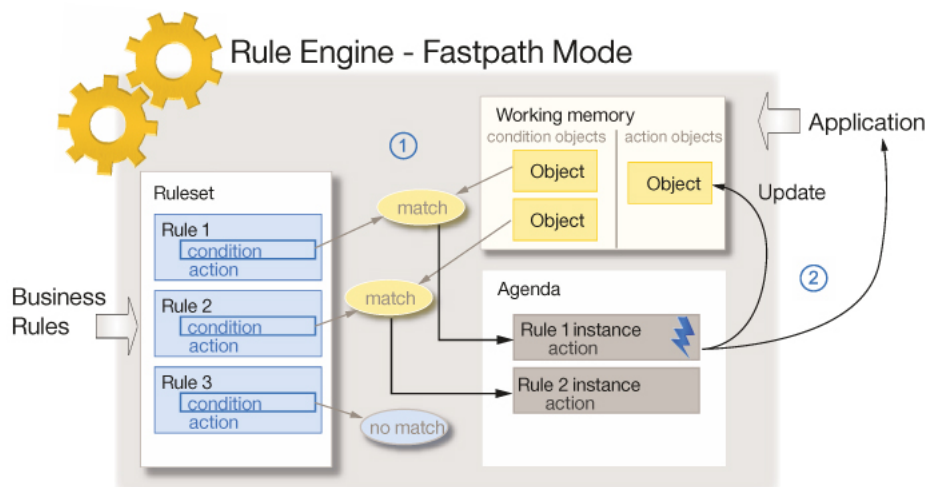 Rule Engine - Fastpath Mode
Working memory
condition objects
action objects
Object
Object
Object
Application
Update
1
2
Ruleset
Rule 1
condition
action
Rule 2
condition
action
Rule 3
condition
action
match
match
no match
Business
Rules
Agenda
Rule 1 instance
action
Rule 2 instance
action